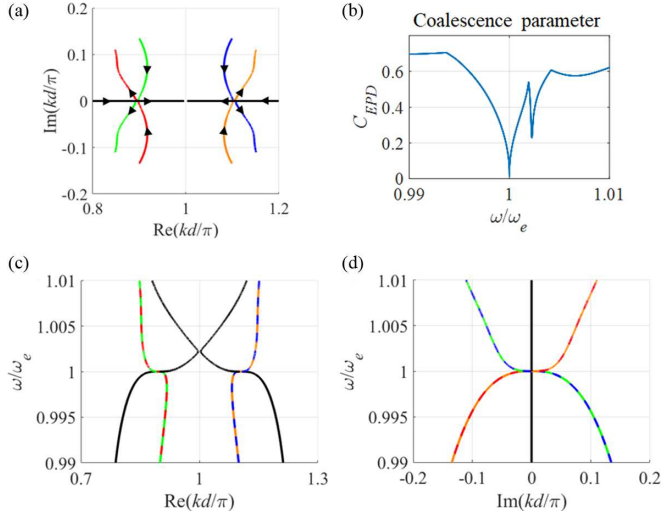 (a)
0.2
0.1
0
-0.1
-0.2
Im(kd/π)
0.8
1
1.2
Re(kd/π)
(b)
Coalescence parameter
0.6
0.4
0.2
0
C_EPD
0.99
1
1.01
ω/ω_e
(c)
1.01
1.005
1
0.995
0.99
ω/ω_e
0.7
1
1.3
Re(kd/π)
(d)
1.01
1.005
1
0.995
0.99
ω/ω_e
-0.2
-0.1
0
0.1
0.2
Im(kd/π)